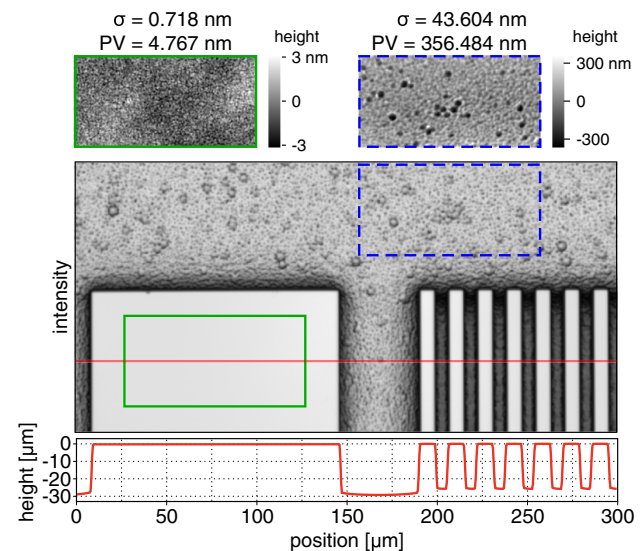 σ = 0.718 nm
PV = 4.767 nm
height
3 nm
0
-3
σ = 43.604 nm
PV = 356.484 nm
height
300 nm
0
-300
intensity
height [µm]
0
-10
-20
-30
0
50
100
150
200
250
300
position [µm]